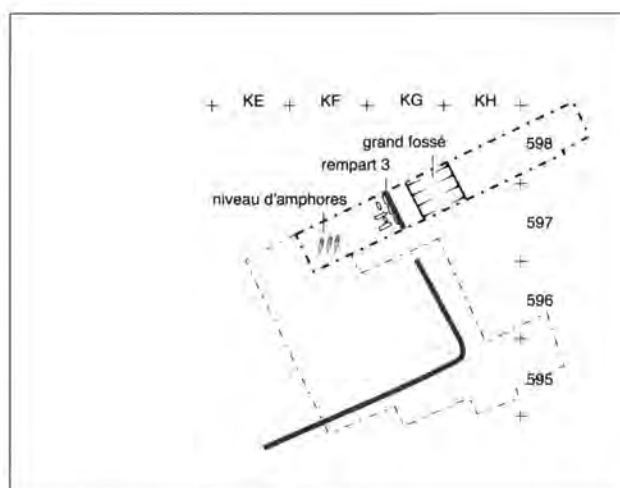 KE KF KG KH
grand fossé
598
rempart 3
niveau d'amphores
597
596
595